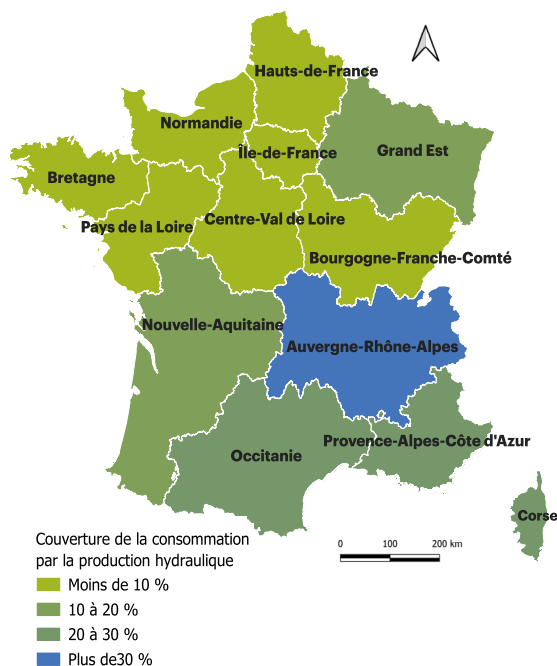 Hauts-de-France
Normandie
Île-de-France
Grand Est
Bretagne
Pays de la Loire
Centre-Val de Loire
Bourgogne-Franche-Comté
Nouvelle-Aquitaine
Auvergne-Rhône-Alpes
Provence-Alpes-Côte d'Azur
Occitanie
Corse
Couverture de la consommation
par la production hydraulique
Moins de 10 %
10 à 20 %
20 à 30 %
Plus de30 %
0 100 200 km